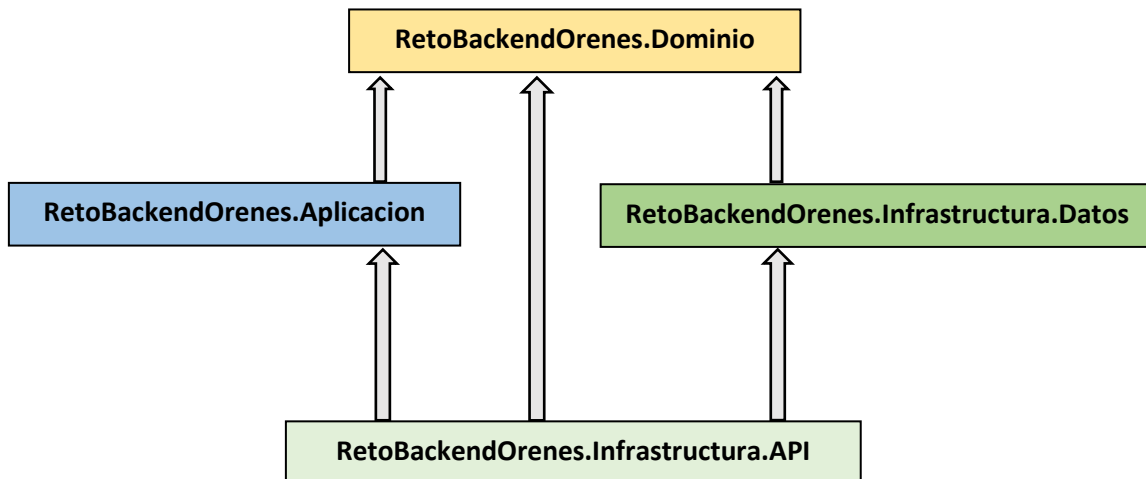 RetoBackendOrenes.Dominio
RetoBackendOrenes.Aplicacion
RetoBackendOrenes.Infrastructura.Datos
RetoBackendOrenes.Infrastructura.API